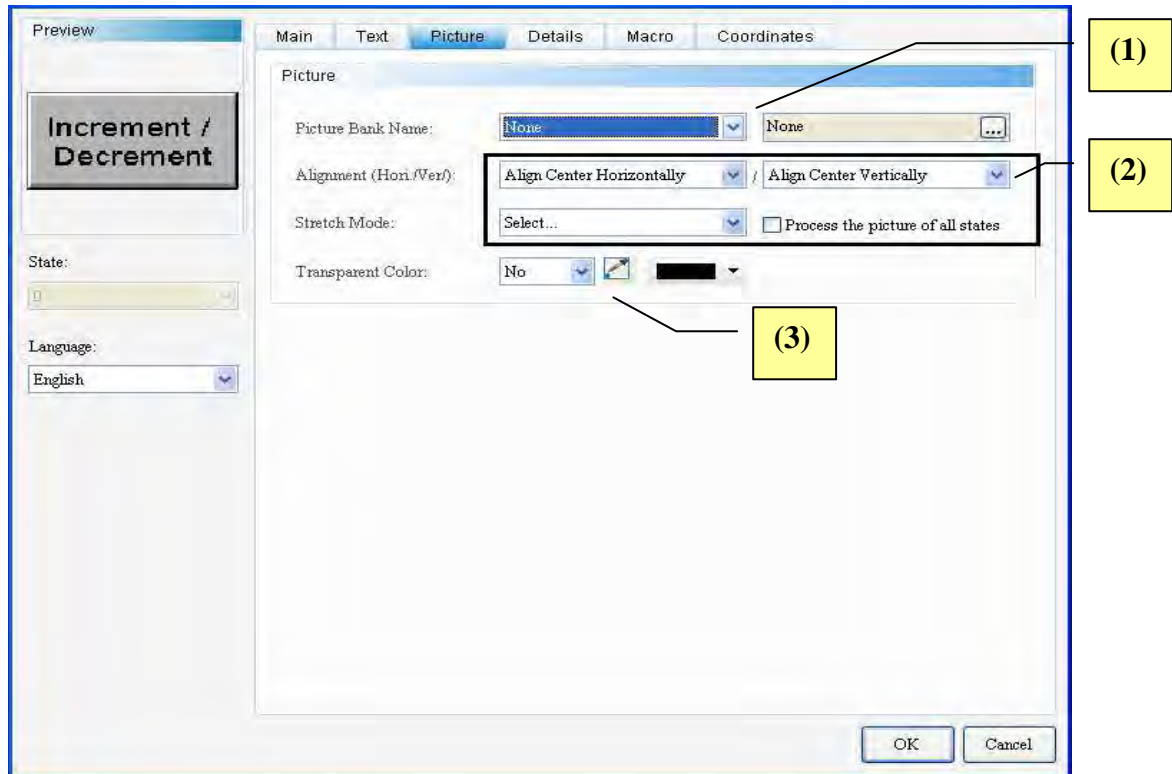 Preview
Increment /
Decrement
State:
0
Language:
English
Main Text Picture Details Macro Coordinates
Picture
Picture Bank Name: None None ...
Alignment (Hori./Ver/): Align Center Horizontally / Align Center Vertically
Stretch Mode: Select... Process the picture of all states
Transparent Color: No
OK Cancel
(1)
(2)
(3)